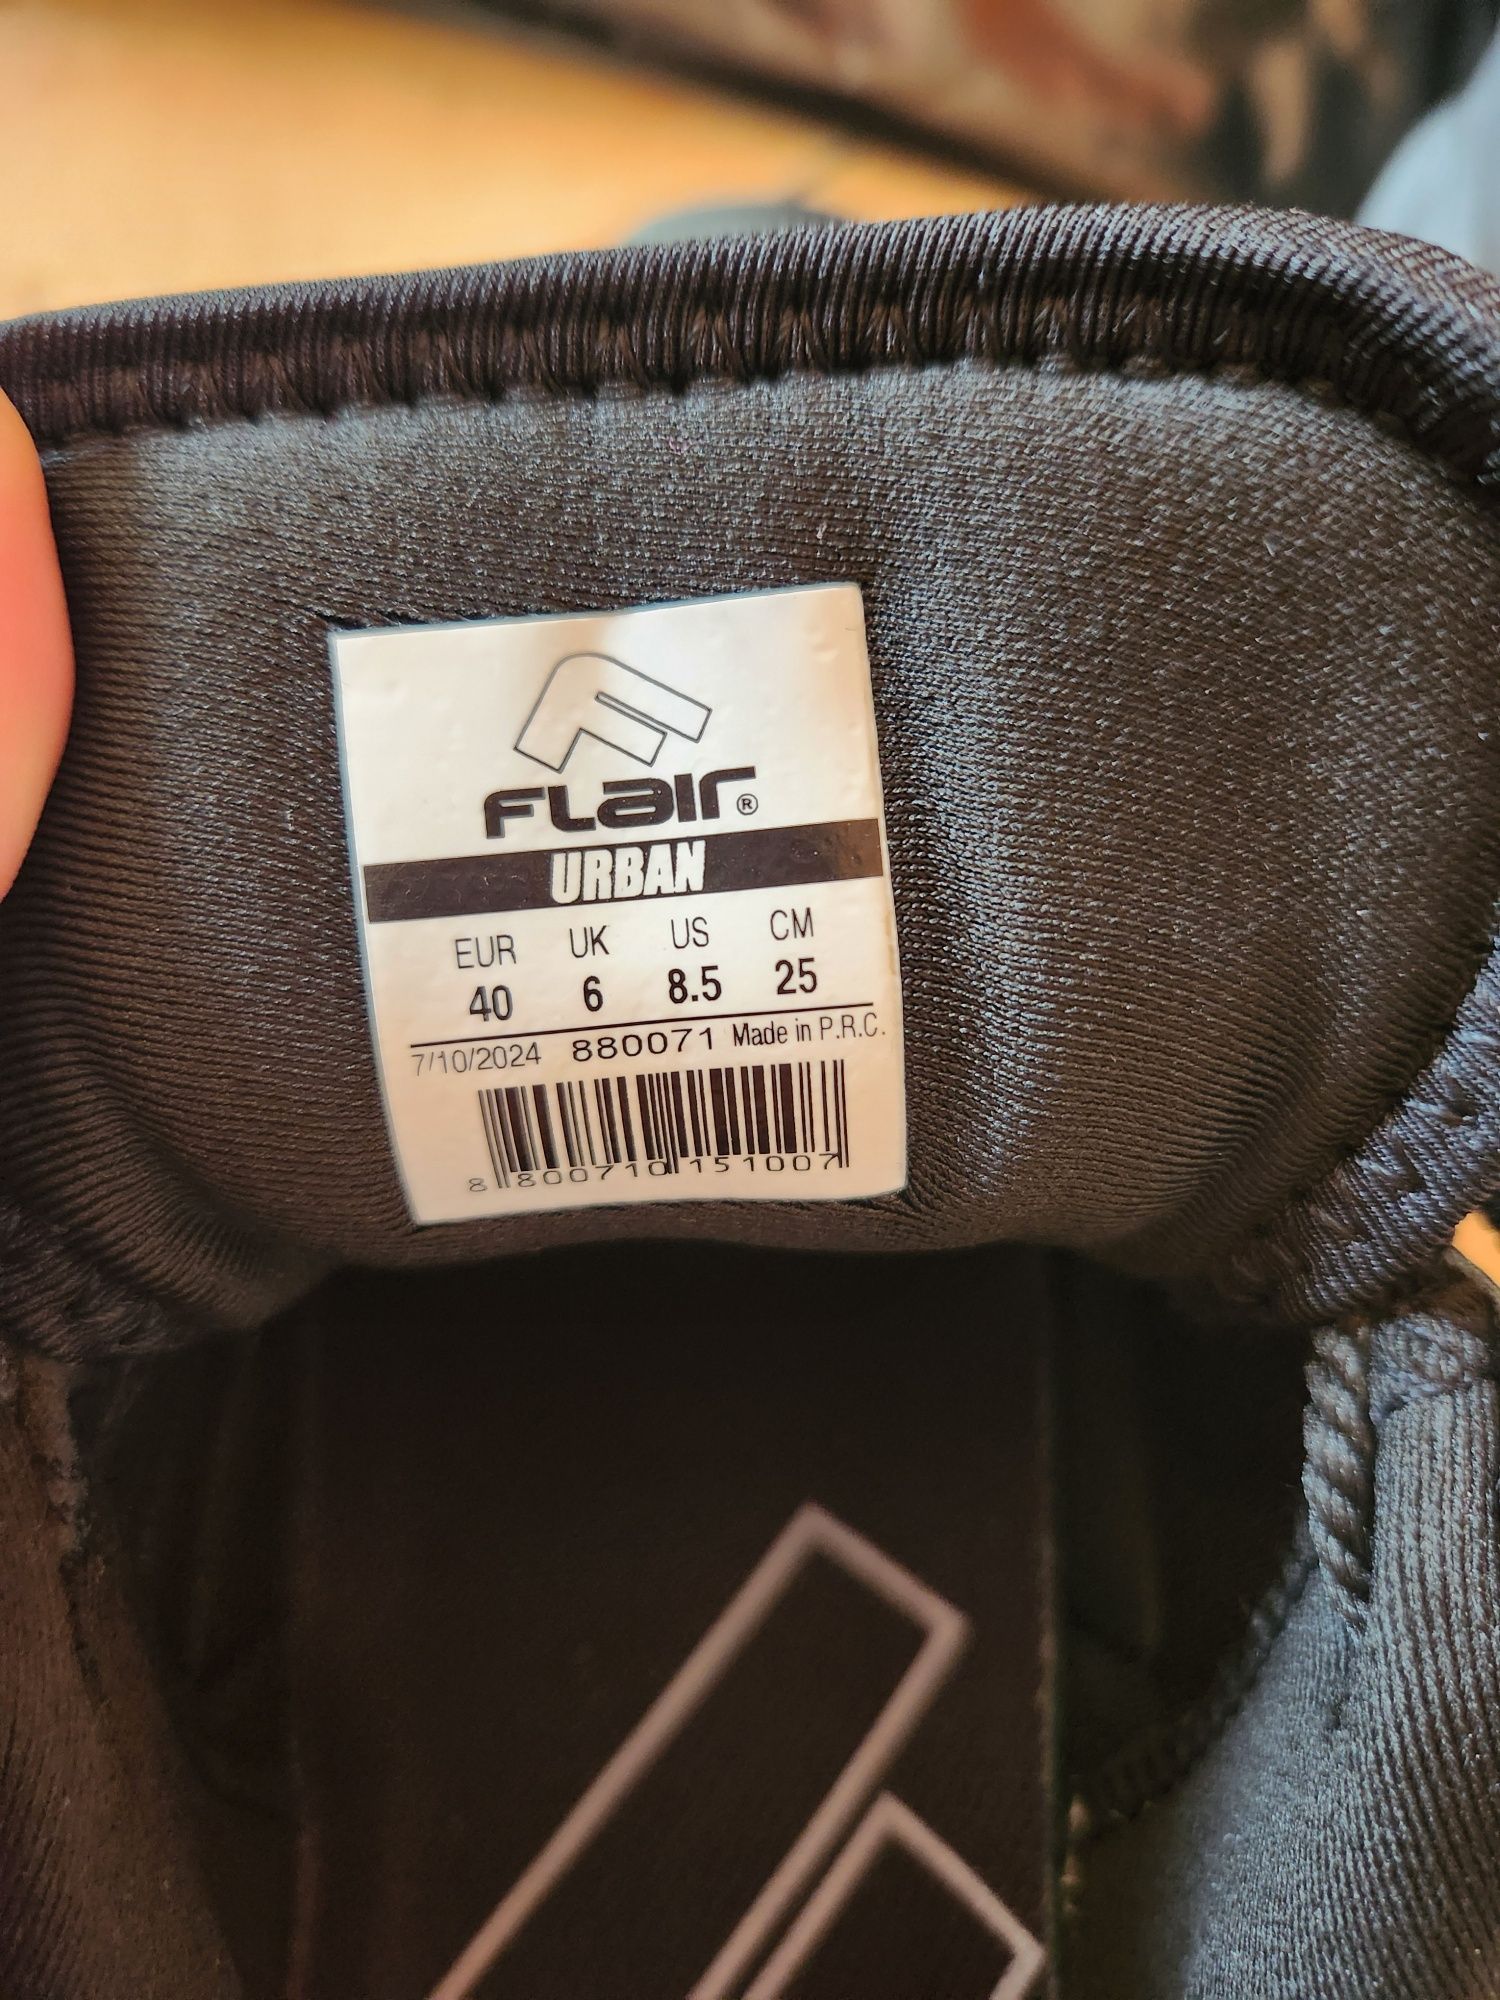 FLair®
URBAN
EUR UK US CM
40 6 8.5 25
7/10/2024 880071 Made in P.R.C.
8 800710 151007